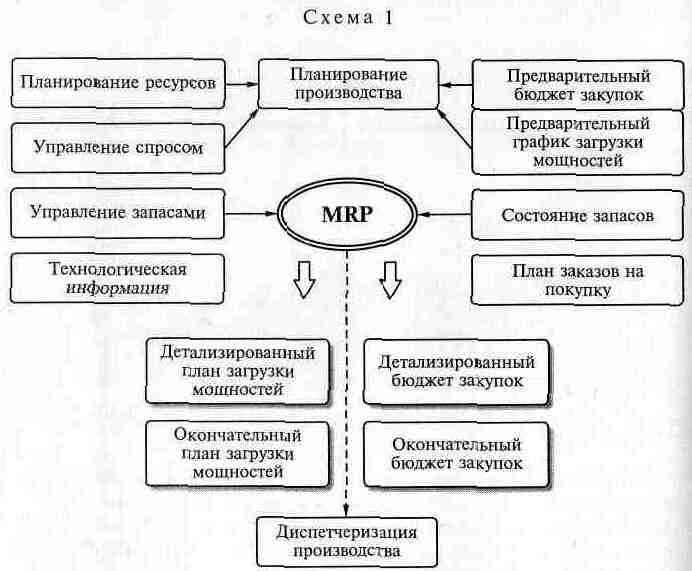 Схема 1
Планирование ресурсов
Планирование
производства
Предварительный
бюджет закупок
Управление спросом
Предварительный
график загрузки
мощностей
Управление запасами
MRP
Состояние запасов
Технологическая
информация
План заказов на
покупку
Детализированный
план загрузки
мощностей
Детализированный
бюджет закупок
Окончательный
план загрузки
мощностей
Окончательный
бюджет закупок
Диспетчеризация
производства